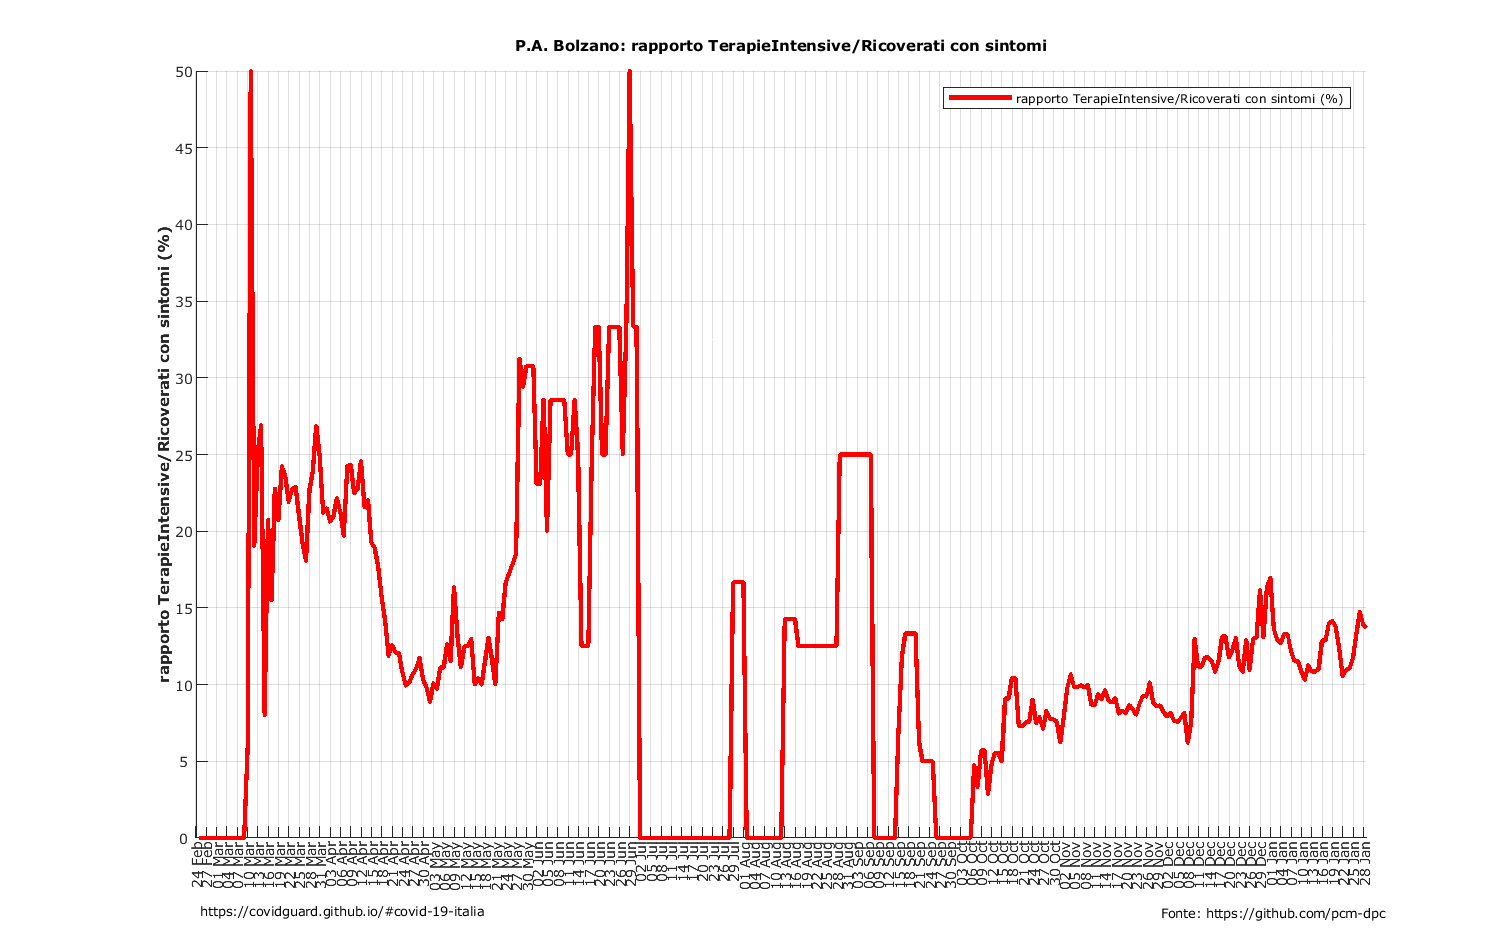 P.A. Bolzano: rapporto TerapieIntensive/Ricoverati con sintomi
rapporto TerapieIntensive/Ricoverati con sintomi (%)
rapporto TerapieIntensive/Ricoverati con sintomi (%)
50
45
40
35
30
25
20
15
10
5
0
24 Feb
27 Feb
01 Mar
04 Mar
07 Mar
10 Mar
13 Mar
16 Mar
19 Mar
22 Mar
25 Mar
28 Mar
31 Mar
03 Apr
06 Apr
09 Apr
12 Apr
15 Apr
18 Apr
21 Apr
24 Apr
27 Apr
30 Apr
03 May
06 May
09 May
12 May
15 May
18 May
21 May
24 May
27 May
30 May
02 Jun
05 Jun
08 Jun
11 Jun
14 Jun
17 Jun
20 Jun
23 Jun
26 Jun
29 Jun
02 Jul
05 Jul
08 Jul
11 Jul
14 Jul
17 Jul
20 Jul
23 Jul
26 Jul
29 Jul
01 Aug
04 Aug
07 Aug
10 Aug
13 Aug
16 Aug
19 Aug
22 Aug
25 Aug
28 Aug
31 Aug
03 Sep
06 Sep
09 Sep
12 Sep
15 Sep
18 Sep
21 Sep
24 Sep
27 Sep
30 Sep
03 Oct
06 Oct
09 Oct
12 Oct
15 Oct
18 Oct
21 Oct
24 Oct
27 Oct
30 Oct
02 Nov
05 Nov
08 Nov
11 Nov
14 Nov
17 Nov
20 Nov
23 Nov
26 Nov
29 Nov
02 Dec
05 Dec
08 Dec
11 Dec
14 Dec
17 Dec
20 Dec
23 Dec
26 Dec
29 Dec
01 Jan
04 Jan
07 Jan
10 Jan
13 Jan
16 Jan
19 Jan
22 Jan
25 Jan
28 Jan
https://covidguard.github.io/#covid-19-italia
Fonte: https://github.com/pcm-dpc